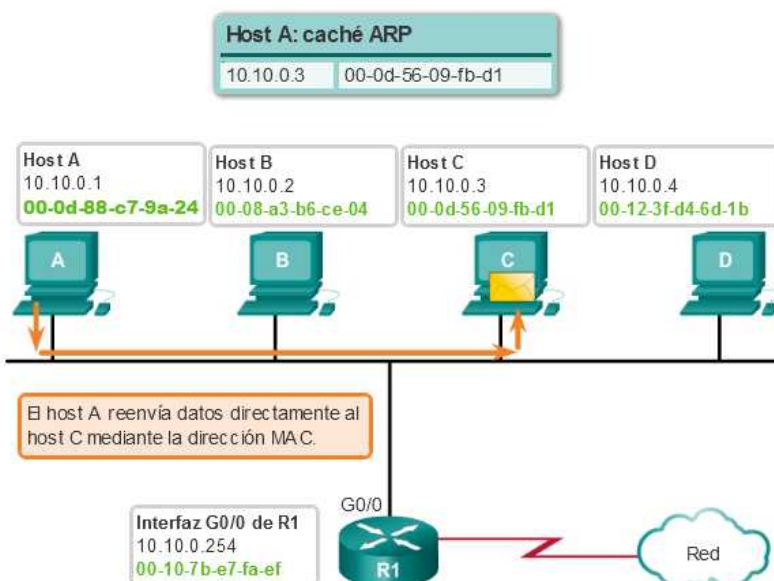 Host A: caché ARP
10.10.0.3 00-0d-56-09-fb-d1
Host A
10.10.0.1
00-0d-88-c7-9a-24
Host B
10.10.0.2
00-08-a3-b6-ce-04
Host C
10.10.0.3
00-0d-56-09-fb-d1
Host D
10.10.0.4
00-12-3f-d4-6d-1b
A
B
C
D
El host A reenvía datos directamente al
host C mediante la dirección MAC.
G0/0
Interfaz G0/0 de R1
10.10.0.254
00-10-7b-e7-fa-ef
R1
Red